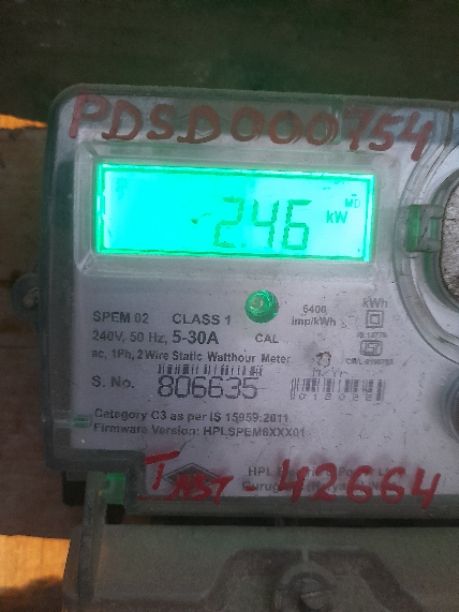 PDSD000754
MD
2.46 kW
SPEM 02 CLASS 1
240V, 50 Hz, 5-30A CAL
6400 imp/kWh
kWh
ac, 1Ph, 2 Wire Static Watthour Meter
S. No. 806635
Category C3 as per IS 15959:2011
Firmware Version: HPLSPEM6XXX01
HPL
TNST - 42664